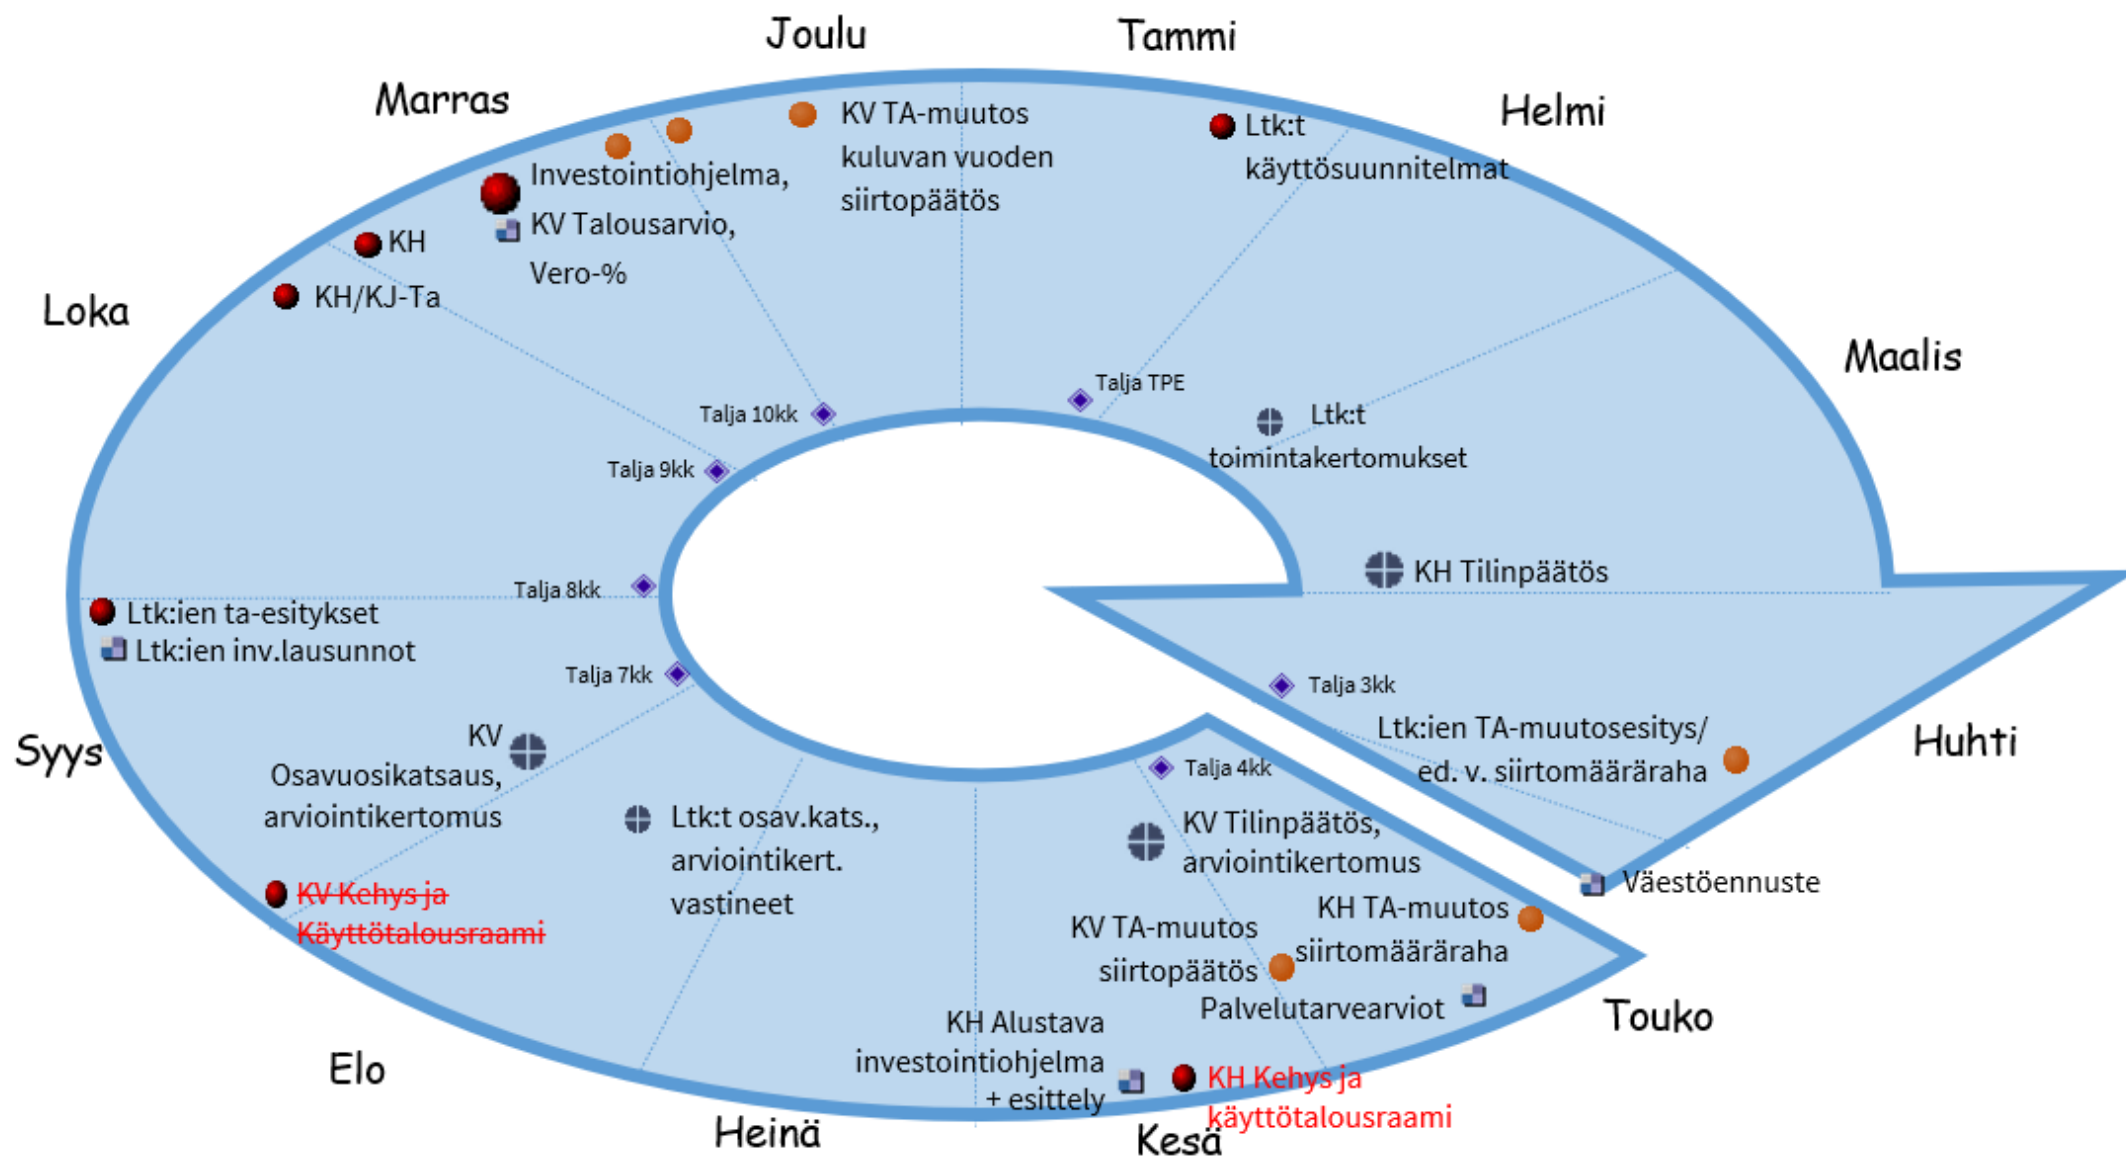 Joulu
Tammi
Marras
Helmi
KV TA-muutos
kuluvan vuoden
siirtopäätös
Ltk:t
käyttösuunnitelmat
Investointiohjelma,
KV Talousarvio,
Vero-%
KH
KH/KJ-Ta
Loka
Maalis
Talja TPE
Talja 10kk
Ltk:t
toimintakertomukset
Talja 9kk
KH Tilinpäätös
Talja 8kk
Ltk:ien ta-esitykset
Ltk:ien inv.lausunnot
Talja 7kk
Talja 3kk
Ltk:ien TA-muutosesitys/
ed. v. siirtomääräraha
Huhti
Syys
KV
Osavuosikatsaus,
arviointikertomus
Talja 4kk
Ltk:t osav.kats.,
arviointikert.
vastineet
KV Tilinpäätös,
arviointikertomus
Väestöennuste
KV Kehys ja
Käyttötalousraami
KH TA-muutos
siirtomääräraha
KV TA-muutos
siirtopäätös
Palvelutarvearviot
Touko
KH Alustava
investointiohjelma
+ esittely
KH Kehys ja
käyttötalousraami
Elo
Heinä
Kesä